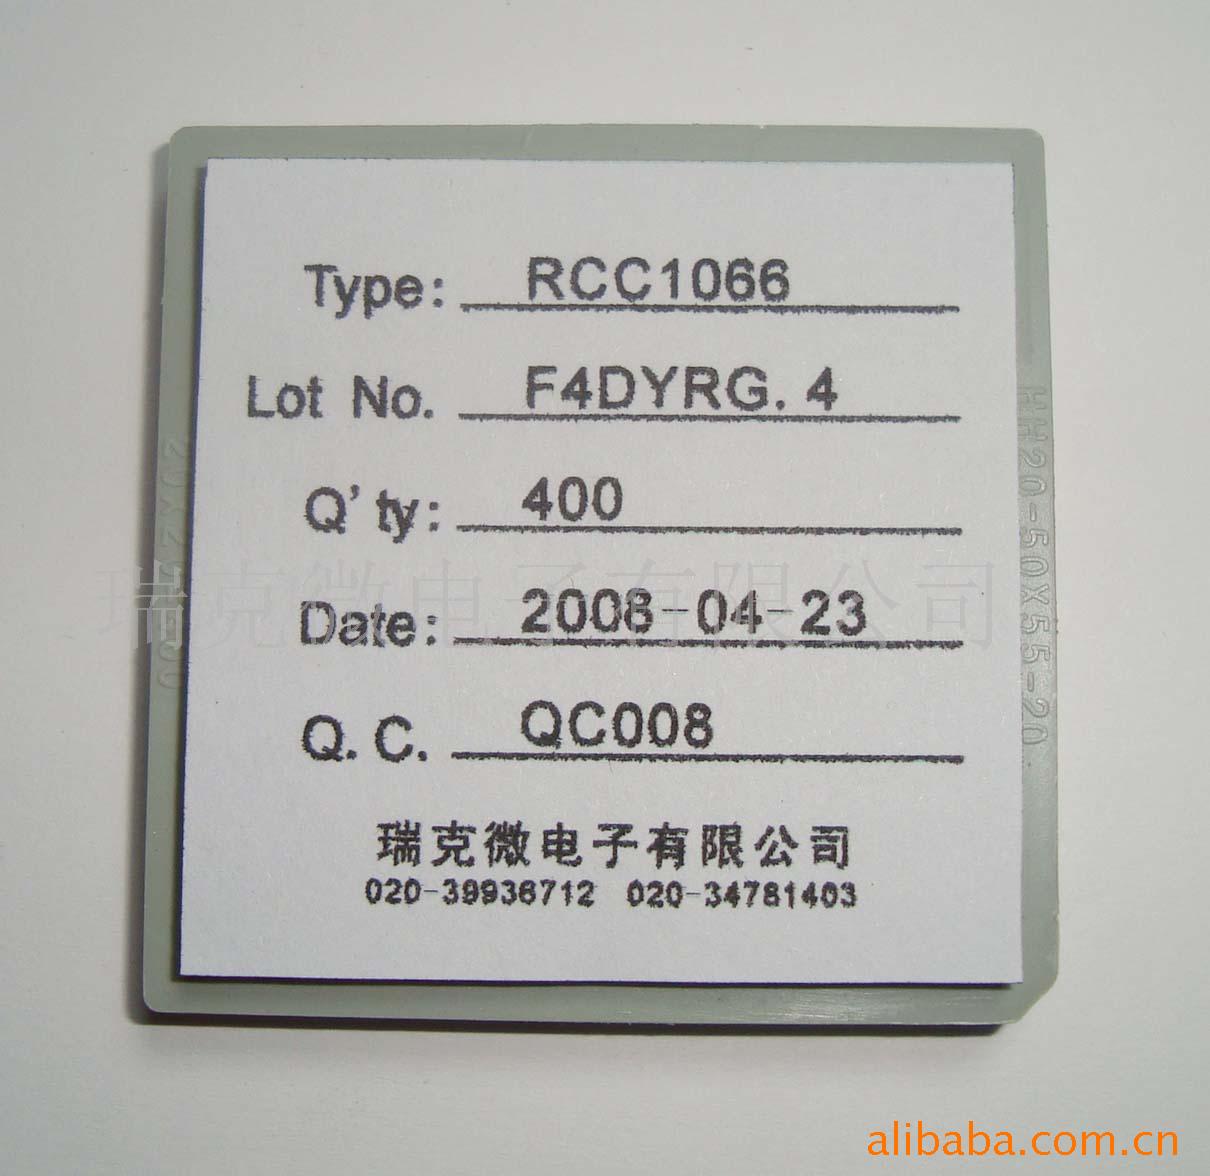 Type: RCC1066
Lot No. F4DYRG. 4
Q'ty: 400
Date: 2008-04-23
Q.C. QC008
瑞克微电子有限公司
020-39936712 020-34781403
HH20-50X55-20
瑞克微电子有限公司
alibaba.com.cn